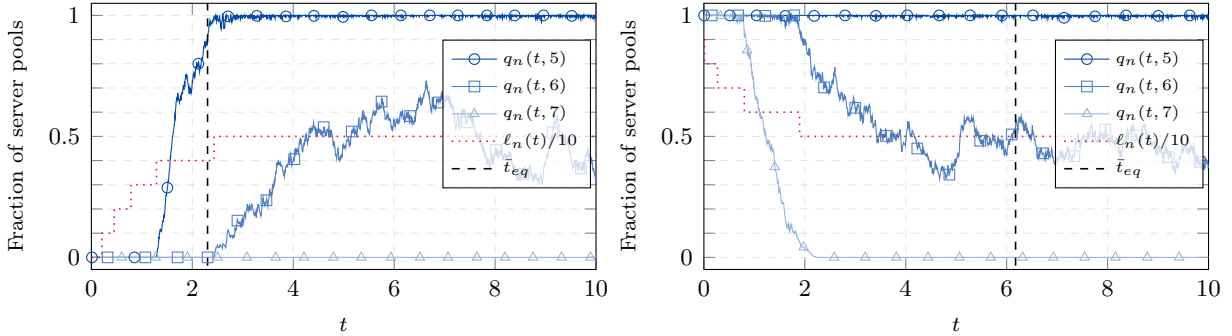 Fraction of server pools
1
0.5
0
0 2 4 6 8 10
t
q_n(t, 5)
q_n(t, 6)
q_n(t, 7)
ℓ_n(t)/10
t̄_eq
Fraction of server pools
1
0.5
0
0 2 4 6 8 10
t
q_n(t, 5)
q_n(t, 6)
q_n(t, 7)
ℓ_n(t)/10
t̄_eq